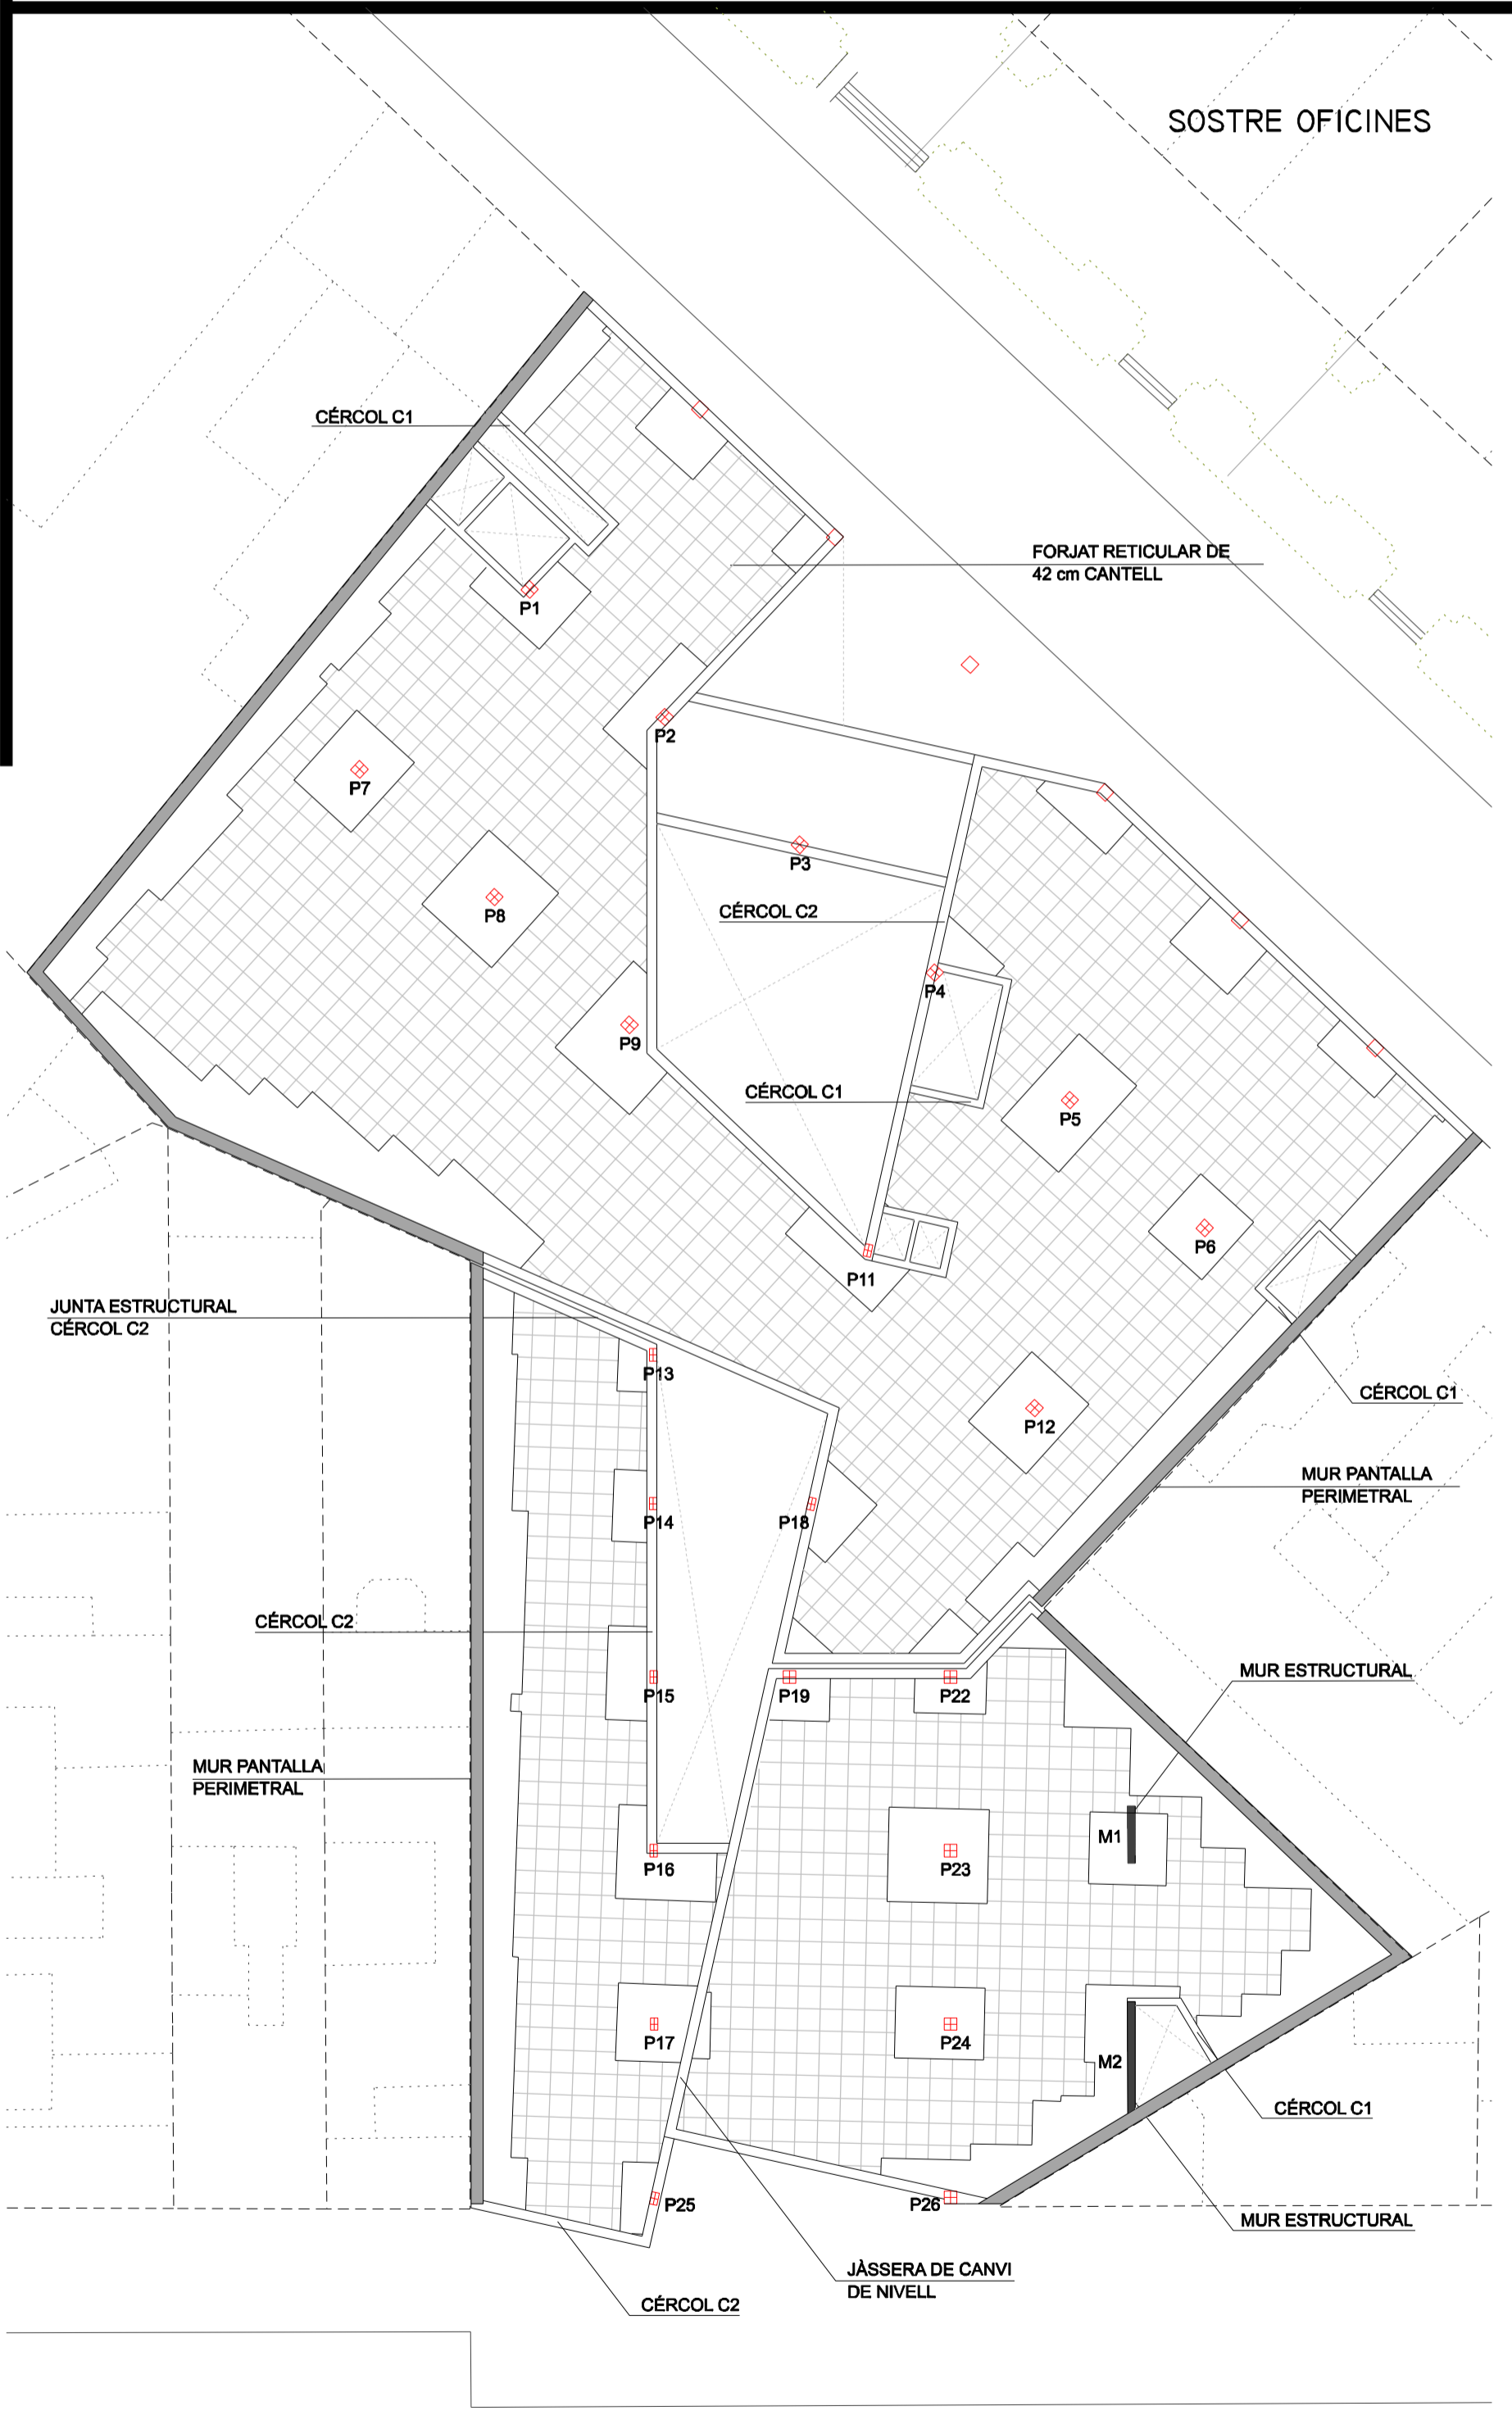 SOSTRE OFICINES
CÉRCOL C1
FORJAT RETICULAR DE
42 cm CANTELL
P1
P2
P7
P3
P8
CÉRCOL C2
P4
P9
CÉRCOL C1
P5
P6
P11
JUNTA ESTRUCTURAL
CÉRCOL C2
P13
CÉRCOL C1
P12
MUR PANTALLA
PERIMETRAL
P14
P18
CÉRCOL C2
MUR ESTRUCTURAL
P15
P19
P22
MUR PANTALLA
PERIMETRAL
M1
P16
P23
P17
P24
M2
CÉRCOL C1
P25
P26
MUR ESTRUCTURAL
JÀSSERA DE CANVI
DE NIVELL
CÉRCOL C2